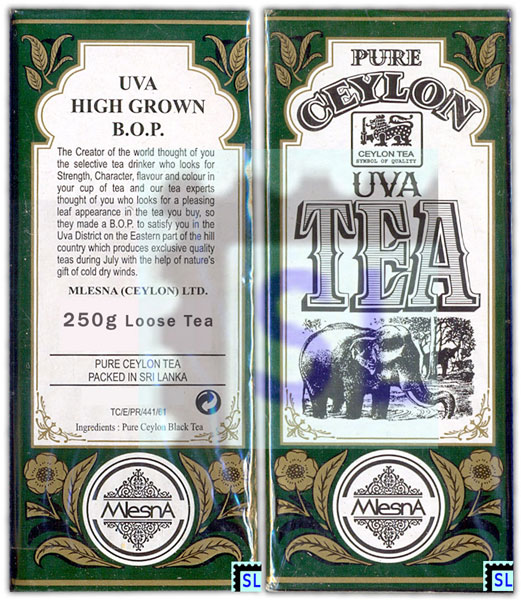 UVA
HIGH GROWN
B.O.P.
The Creator of the world thought of you
the selective tea drinker who looks for
Strength, Character, flavour and colour in
your cup of tea and our tea experts
thought of you who looks for a pleasing
leaf appearance in the tea you buy, so
they made a B.O.P. to satisfy you in the
Uva District on the Eastern part of the hill
country which produces exclusive quality
teas during July with the help of nature's
gift of cold dry winds.
MLESNA (CEYLON) LTD.
250g Loose Tea
PURE CEYLON TEA
PACKED IN SRI LANKA
TC/E/PR/441/61
Ingredients : Pure Ceylon Black Tea
MlesnA
SL
PURE
CEYLON
CEYLON TEA
SYMBOL OF QUALITY
UVA
TEA
MlesnA
SL